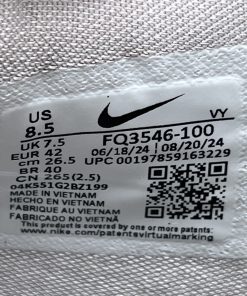 US
8.5
VY
UK 7.5
EUR 42
cm 26.5
BR 40
CN 265(2.5)
FQ3546-100
06/18/24 | 08/20/24
UPC 00197859163229
04KSS1G2BZ199
MADE IN VIETNAM
HECHO EN VIETNAM
FABRIQUE AU VIETNAM
FABRICADO NO VIETNÃ
This product is covered by one or more patents
www.nike.com/patentsvirtualmarking